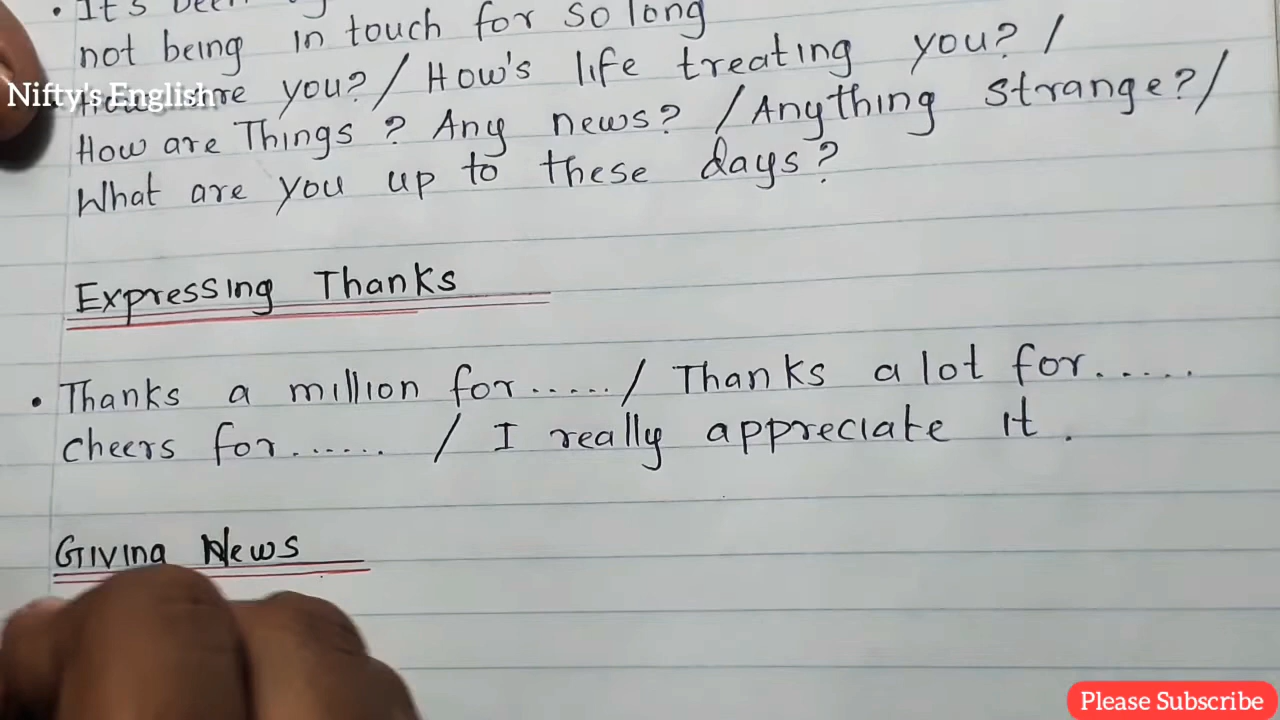 • It's been
not being in touch for so long
you? / How's life treating you? /
Nifty's English
How are Things? Any news? / Anything strange? /
What are you up to these days?
Expressing Thanks
• Thanks a million for...... / Thanks a lot for.....
cheers for...... / I really appreciate it.
Giving News
Please Subscribe